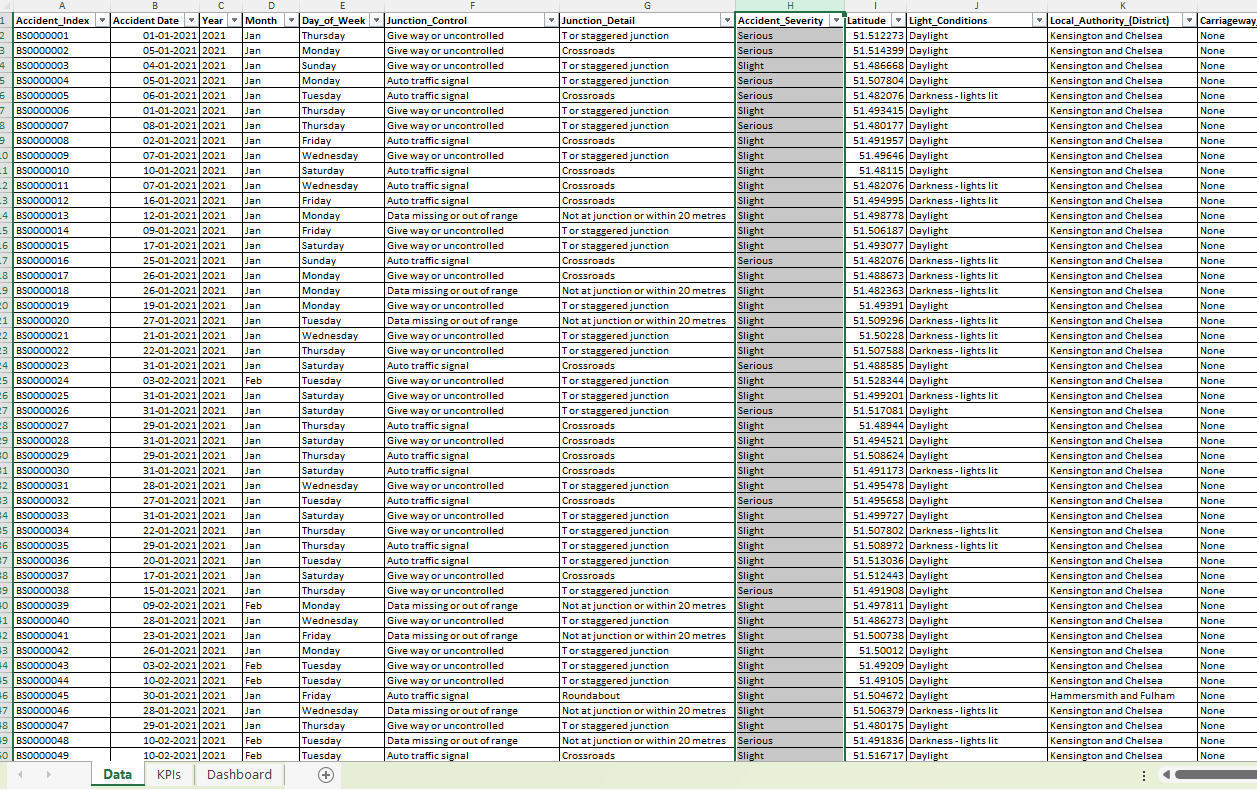 A B C D E F G H I J K
1 Accident_Index Accident Date Year Month Day_of_Week Junction_Control Junction_Detail Accident_Severity Latitude Light_Conditions Local_Authority_(District) Carriageway_
2 BS0000001 01-01-2021 2021 Jan Thursday Give way or uncontrolled T or staggered junction Serious 51.512273 Daylight Kensington and Chelsea None
3 BS0000002 05-01-2021 2021 Jan Monday Give way or uncontrolled Crossroads Serious 51.514399 Daylight Kensington and Chelsea None
3 BS0000003 04-01-2021 2021 Jan Sunday Give way or uncontrolled T or staggered junction Slight 51.486668 Daylight Kensington and Chelsea None
5 BS0000004 05-01-2021 2021 Jan Monday Auto traffic signal T or staggered junction Serious 51.507804 Daylight Kensington and Chelsea None
6 BS0000005 06-01-2021 2021 Jan Tuesday Auto traffic signal Crossroads Serious 51.482076 Darkness - lights lit Kensington and Chelsea None
7 BS0000006 01-01-2021 2021 Jan Thursday Give way or uncontrolled T or staggered junction Slight 51.493415 Daylight Kensington and Chelsea None
BS0000007 08-01-2021 2021 Jan Thursday Give way or uncontrolled T or staggered junction Serious 51.480177 Daylight Kensington and Chelsea None
9 BS0000008 02-01-2021 2021 Jan Friday Auto traffic signal Crossroads Slight 51.491957 Daylight Kensington and Chelsea None
0 BS0000009 07-01-2021 2021 Jan Wednesday Give way or uncontrolled T or staggered junction Slight 51.49646 Daylight Kensington and Chelsea None
1 BS0000010 10-01-2021 2021 Jan Saturday Auto traffic signal Crossroads Slight 51.48115 Daylight Kensington and Chelsea None
2 BS0000011 07-01-2021 2021 Jan Wednesday Auto traffic signal Crossroads Slight 51.482076 Darkness - lights lit Kensington and Chelsea None
3 BS0000012 16-01-2021 2021 Jan Friday Auto traffic signal Crossroads Slight 51.494995 Darkness - lights lit Kensington and Chelsea None
4 BS0000013 12-01-2021 2021 Jan Monday Data missing or out of range Not at junction or within 20 metres Slight 51.498778 Daylight Kensington and Chelsea None
5 BS0000014 09-01-2021 2021 Jan Friday Give way or uncontrolled T or staggered junction Slight 51.506187 Daylight Kensington and Chelsea None
6 BS0000015 17-01-2021 2021 Jan Saturday Give way or uncontrolled T or staggered junction Slight 51.493077 Daylight Kensington and Chelsea None
7 BS0000016 25-01-2021 2021 Jan Sunday Auto traffic signal Crossroads Serious 51.482076 Darkness - lights lit Kensington and Chelsea None
8 BS0000017 26-01-2021 2021 Jan Monday Give way or uncontrolled Crossroads Slight 51.488673 Darkness - lights lit Kensington and Chelsea None
9 BS0000018 26-01-2021 2021 Jan Monday Data missing or out of range Not at junction or within 20 metres Slight 51.482363 Darkness - lights lit Kensington and Chelsea None
20 BS0000019 19-01-2021 2021 Jan Monday Give way or uncontrolled T or staggered junction Slight 51.49391 Daylight Kensington and Chelsea None
21 BS0000020 27-01-2021 2021 Jan Tuesday Data missing or out of range Not at junction or within 20 metres Slight 51.509296 Darkness - lights lit Kensington and Chelsea None
22 BS0000021 21-01-2021 2021 Jan Wednesday Give way or uncontrolled T or staggered junction Slight 51.50228 Darkness - lights lit Kensington and Chelsea None
23 BS0000022 22-01-2021 2021 Jan Thursday Give way or uncontrolled T or staggered junction Slight 51.507588 Darkness - lights lit Kensington and Chelsea None
24 BS0000023 31-01-2021 2021 Jan Saturday Auto traffic signal Crossroads Serious 51.488585 Daylight Kensington and Chelsea None
25 BS0000024 03-02-2021 2021 Feb Tuesday Give way or uncontrolled T or staggered junction Slight 51.528344 Daylight Kensington and Chelsea None
26 BS0000025 31-01-2021 2021 Jan Saturday Give way or uncontrolled T or staggered junction Slight 51.499201 Darkness - lights lit Kensington and Chelsea None
27 BS0000026 31-01-2021 2021 Jan Saturday Give way or uncontrolled T or staggered junction Serious 51.517081 Daylight Kensington and Chelsea None
28 BS0000027 29-01-2021 2021 Jan Thursday Auto traffic signal Crossroads Slight 51.48944 Daylight Kensington and Chelsea None
29 BS0000028 31-01-2021 2021 Jan Saturday Give way or uncontrolled Crossroads Slight 51.494521 Daylight Kensington and Chelsea None
30 BS0000029 29-01-2021 2021 Jan Thursday Auto traffic signal Crossroads Slight 51.508624 Daylight Kensington and Chelsea None
31 BS0000030 31-01-2021 2021 Jan Saturday Auto traffic signal Crossroads Slight 51.491173 Darkness - lights lit Kensington and Chelsea None
32 BS0000031 28-01-2021 2021 Jan Wednesday Give way or uncontrolled T or staggered junction Slight 51.495478 Daylight Kensington and Chelsea None
33 BS0000032 27-01-2021 2021 Jan Tuesday Auto traffic signal Crossroads Serious 51.495658 Daylight Kensington and Chelsea None
34 BS0000033 31-01-2021 2021 Jan Saturday Give way or uncontrolled T or staggered junction Slight 51.499727 Daylight Kensington and Chelsea None
35 BS0000034 22-01-2021 2021 Jan Thursday Give way or uncontrolled T or staggered junction Slight 51.507802 Darkness - lights lit Kensington and Chelsea None
36 BS0000035 29-01-2021 2021 Jan Thursday Auto traffic signal T or staggered junction Slight 51.508972 Darkness - lights lit Kensington and Chelsea None
37 BS0000036 20-01-2021 2021 Jan Tuesday Auto traffic signal T or staggered junction Slight 51.513036 Daylight Kensington and Chelsea None
38 BS0000037 17-01-2021 2021 Jan Saturday Give way or uncontrolled Crossroads Slight 51.512443 Daylight Kensington and Chelsea None
39 BS0000038 15-01-2021 2021 Jan Thursday Give way or uncontrolled T or staggered junction Serious 51.491908 Daylight Kensington and Chelsea None
40 BS0000039 09-02-2021 2021 Feb Monday Data missing or out of range Not at junction or within 20 metres Slight 51.497811 Daylight Kensington and Chelsea None
41 BS0000040 28-01-2021 2021 Jan Wednesday Give way or uncontrolled T or staggered junction Slight 51.486273 Daylight Kensington and Chelsea None
42 BS0000041 23-01-2021 2021 Jan Friday Data missing or out of range Not at junction or within 20 metres Slight 51.500738 Daylight Kensington and Chelsea None
43 BS0000042 26-01-2021 2021 Jan Monday Give way or uncontrolled T or staggered junction Slight 51.50012 Daylight Kensington and Chelsea None
44 BS0000043 03-02-2021 2021 Feb Tuesday Give way or uncontrolled T or staggered junction Slight 51.49209 Daylight Kensington and Chelsea None
45 BS0000044 10-02-2021 2021 Feb Tuesday Give way or uncontrolled T or staggered junction Slight 51.49105 Daylight Kensington and Chelsea None
46 BS0000045 30-01-2021 2021 Jan Friday Auto traffic signal Roundabout Slight 51.504672 Daylight Hammersmith and Fulham None
47 BS0000046 28-01-2021 2021 Jan Wednesday Data missing or out of range Not at junction or within 20 metres Slight 51.506379 Darkness - lights lit Kensington and Chelsea None
48 BS0000047 29-01-2021 2021 Jan Thursday Give way or uncontrolled T or staggered junction Slight 51.480175 Daylight Kensington and Chelsea None
49 BS0000048 10-02-2021 2021 Feb Tuesday Data missing or out of range Not at junction or within 20 metres Serious 51.491836 Darkness - lights lit Kensington and Chelsea None
50 BS0000049 10-02-2021 2021 Feb Tuesday Auto traffic signal Crossroads Slight 51.516717 Daylight Kensington and Chelsea None
Data KPIs Dashboard